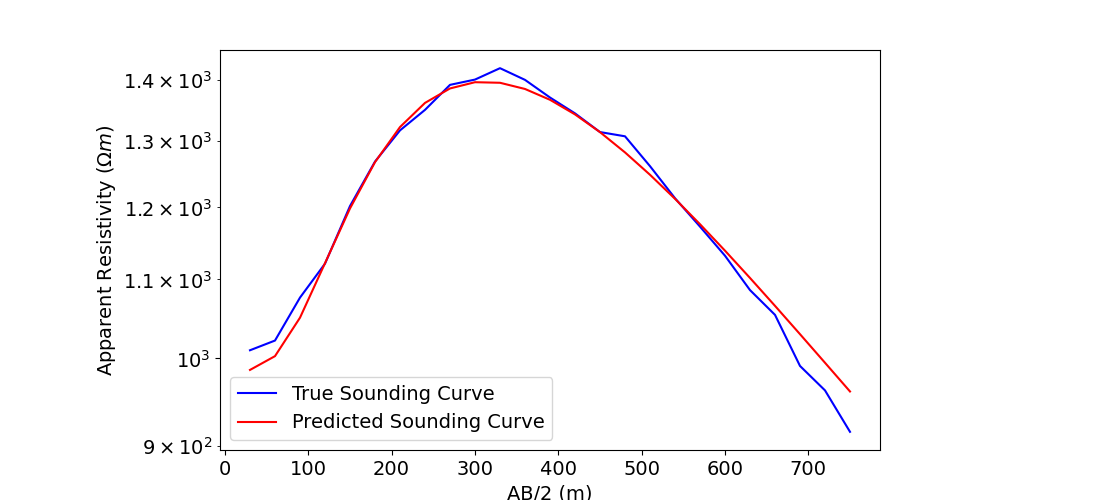 Apparent Resistivity (Ωm)
1.4 × 10³
1.3 × 10³
1.2 × 10³
1.1 × 10³
10³
9 × 10²
True Sounding Curve
Predicted Sounding Curve
0 100 200 300 400 500 600 700
AB/2 (m)